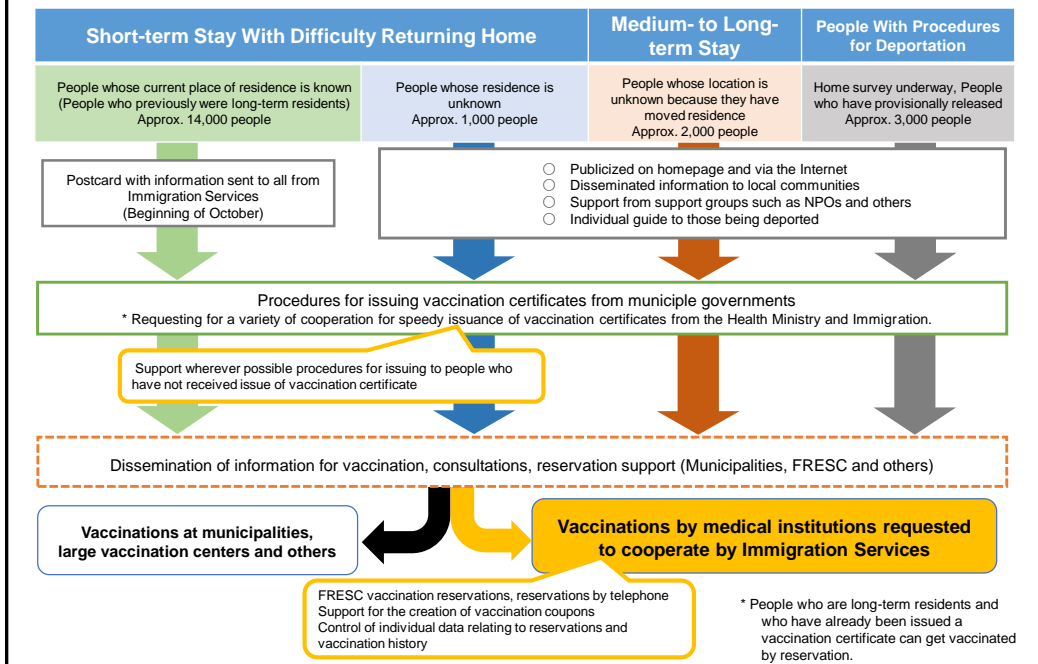 Short-term Stay With Difficulty Returning Home
Medium- to Long-
term Stay
People With Procedures
for Deportation
People whose current place of residence is known
(People who previously were long-term residents)
Approx. 14,000 people
People whose residence is
unknown
Approx. 1,000 people
People whose location is
unknown because they have
moved residence
Approx. 2,000 people
Home survey underway, People
who have provisionally released
Approx. 3,000 people
Postcard with information sent to all from
Immigration Services
(Beginning of October)
○ Publicized on homepage and via the Internet
○ Disseminated information to local communities
○ Support from support groups such as NPOs and others
○ Individual guide to those being deported
Procedures for issuing vaccination certificates from municiple governments
* Requesting for a variety of cooperation for speedy issuance of vaccination certificates from the Health Ministry and Immigration.
Support wherever possible procedures for issuing to people who
have not received issue of vaccination certificate
Dissemination of information for vaccination, consultations, reservation support (Municipalities, FRESC and others)
Vaccinations at municipalities,
large vaccination centers and others
Vaccinations by medical institutions requested
to cooperate by Immigration Services
FRESC vaccination reservations, reservations by telephone
Support for the creation of vaccination coupons
Control of individual data relating to reservations and
vaccination history
* People who are long-term residents and
who have already been issued a
vaccination certificate can get vaccinated
by reservation.